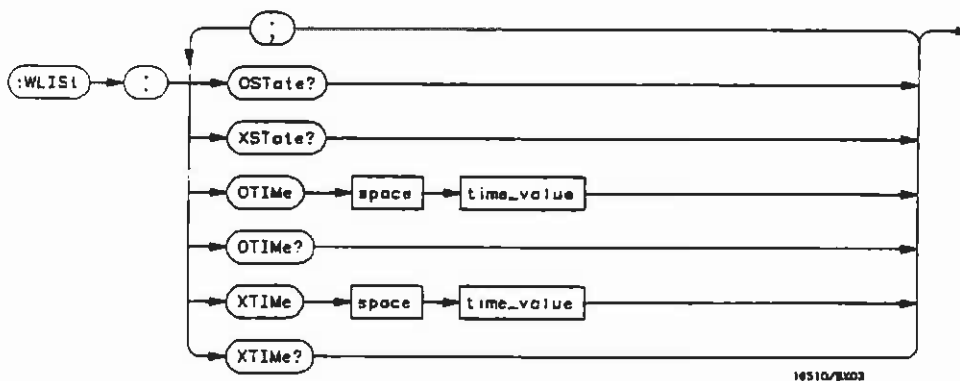 ;
:WLISt :
OSTate?
XSTate?
OTIMe space time_value
OTIMe?
XTIMe space time_value
XTIMe?
16510/BX03